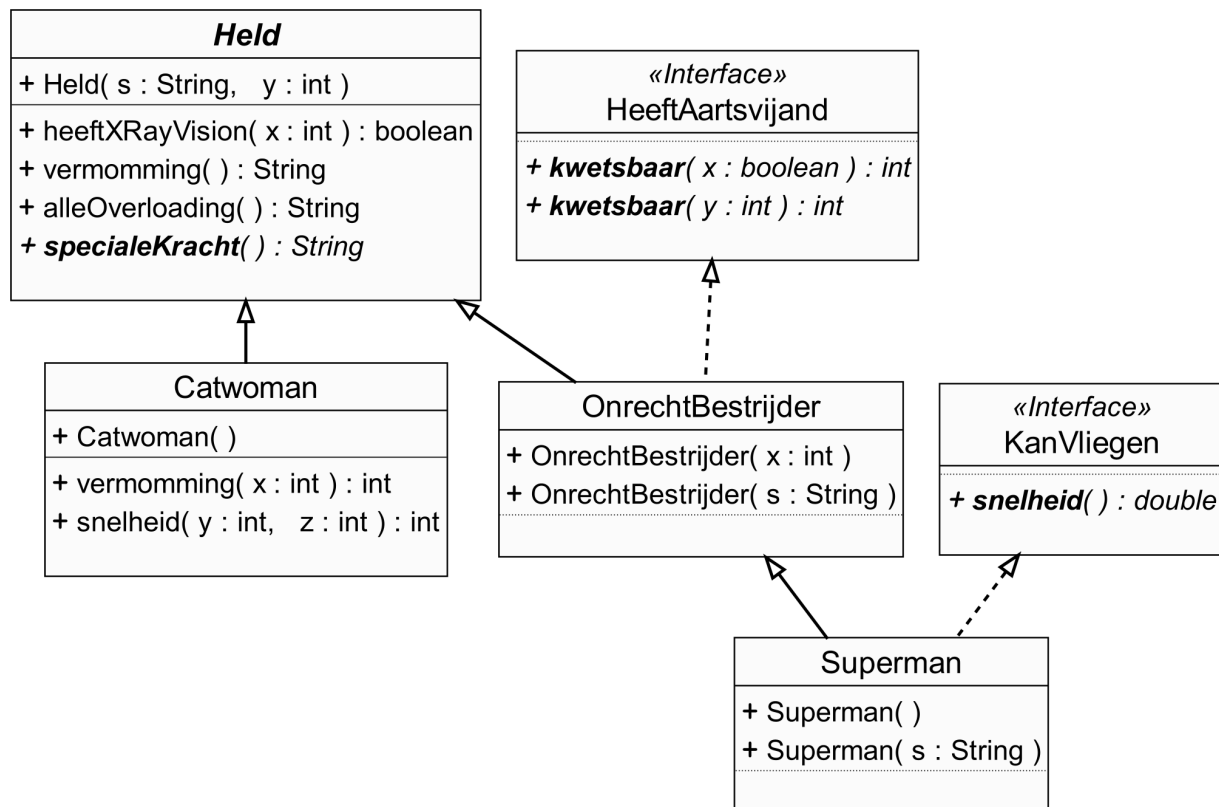 Held
+ Held( s : String, y : int )
+ heeftXRayVision( x : int ) : boolean
+ vermomming( ) : String
+ alleOverloading( ) : String
+ specialeKracht( ) : String
«Interface»
HeeftAartsvijand
+ kwetsbaar( x : boolean ) : int
+ kwetsbaar( y : int ) : int
Catwoman
+ Catwoman( )
+ vermomming( x : int ) : int
+ snelheid( y : int, z : int ) : int
OnrechtBestrijder
+ OnrechtBestrijder( x : int )
+ OnrechtBestrijder( s : String )
«Interface»
KanVliegen
+ snelheid( ) : double
Superman
+ Superman( )
+ Superman( s : String )